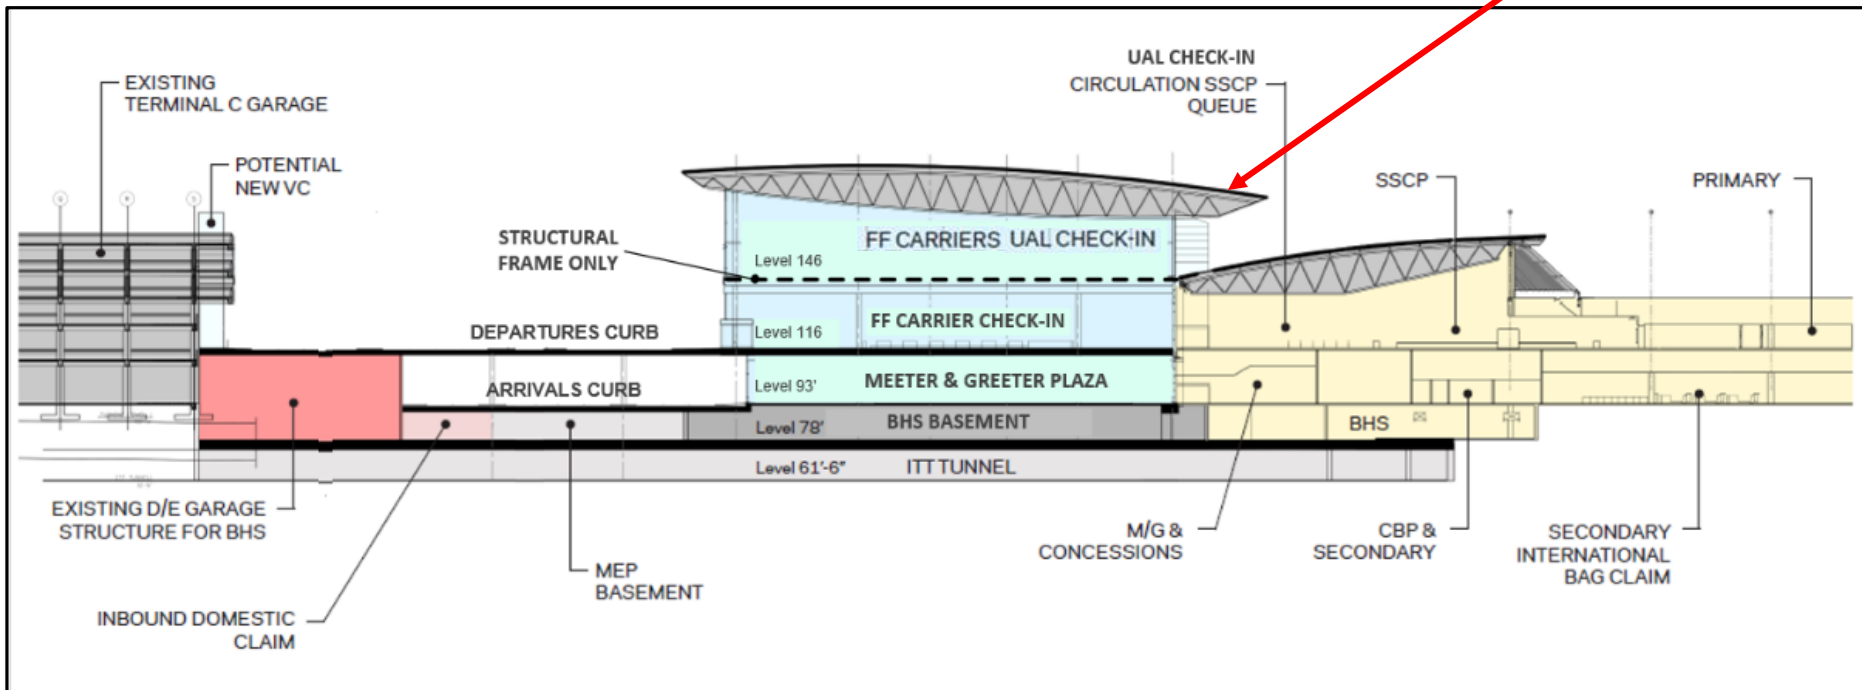 UAL CHECK-IN
CIRCULATION SSCP
QUEUE
EXISTING
TERMINAL C GARAGE
POTENTIAL
NEW VC
SSCP
PRIMARY
STRUCTURAL
FRAME ONLY
FF CARRIERS UAL CHECK-IN
Level 146
DEPARTURES CURB
Level 116
FF CARRIER CHECK-IN
ARRIVALS CURB
Level 93'
MEETER & GREETER PLAZA
Level 78'
BHS BASEMENT
BHS
Level 61'-6"
ITT TUNNEL
EXISTING D/E GARAGE
STRUCTURE FOR BHS
M/G &
CONCESSIONS
CBP &
SECONDARY
SECONDARY
INTERNATIONAL
BAG CLAIM
MEP
BASEMENT
INBOUND DOMESTIC
CLAIM